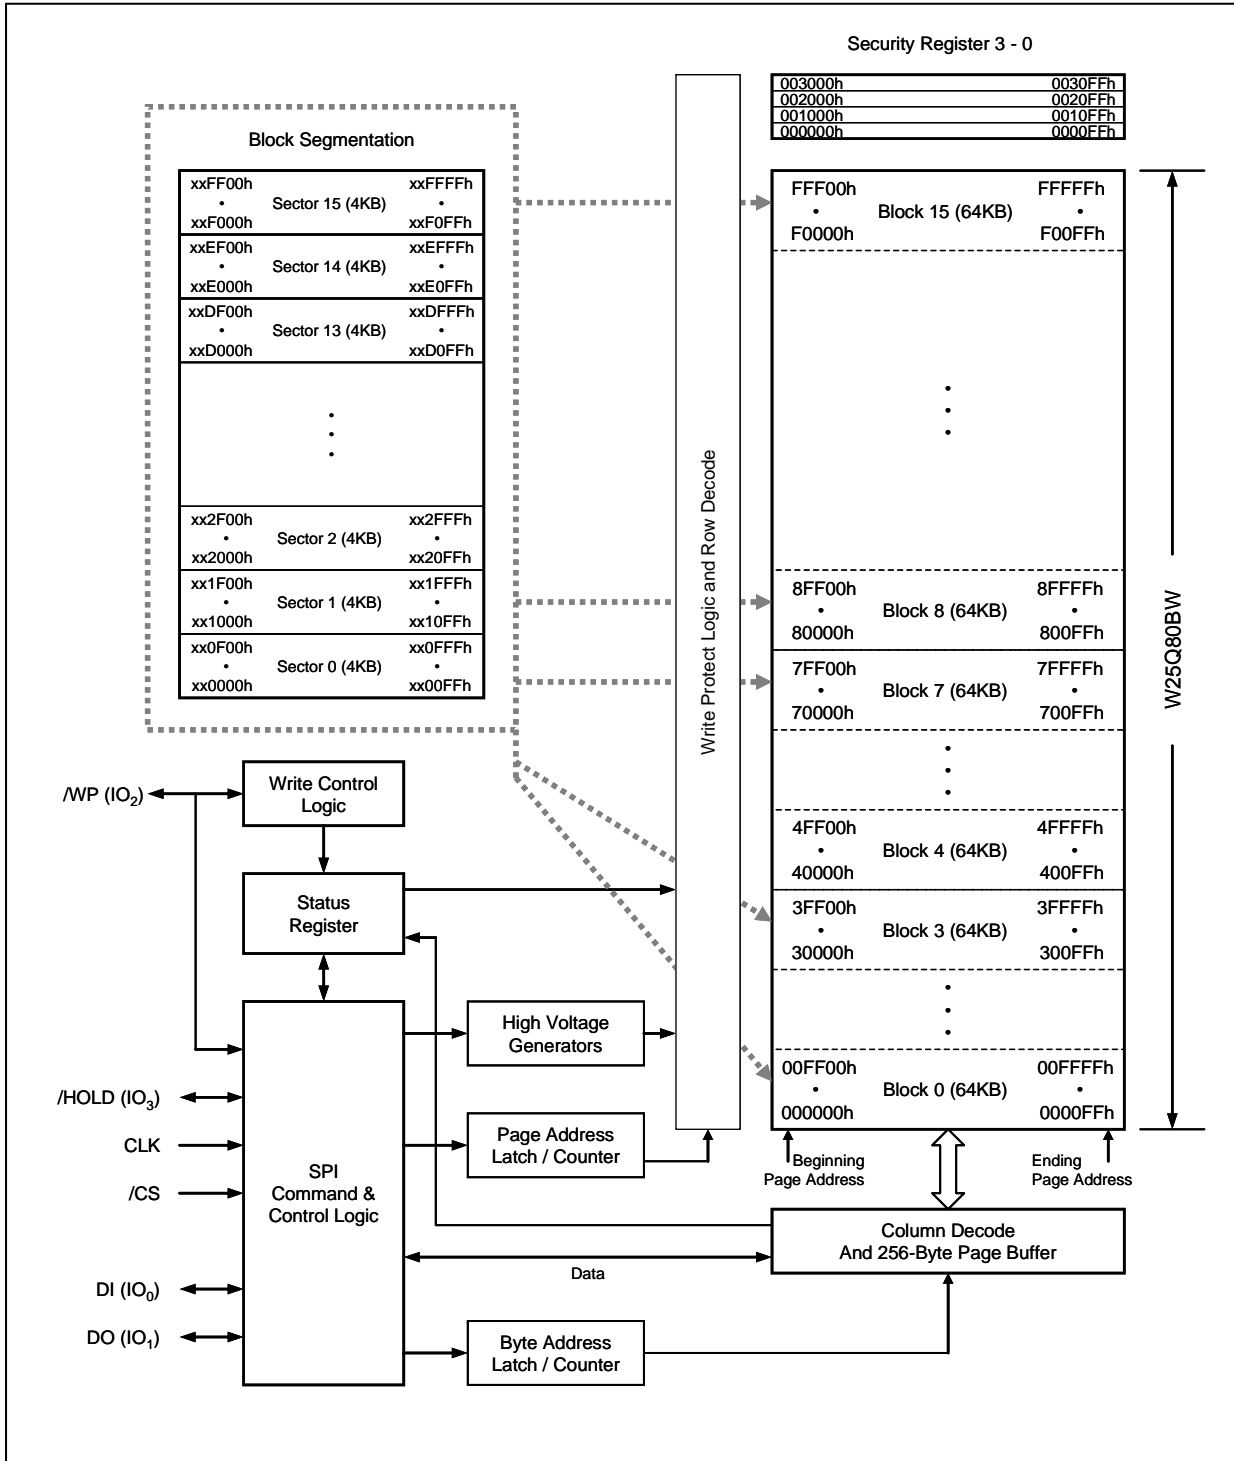 Security Register 3 - 0
003000h 0030FFh
002000h 0020FFh
001000h 0010FFh
000000h 0000FFh
Block Segmentation
xxFF00h xxFFFFh
Sector 15 (4KB)
xxF000h xxF0FFh
xxEF00h xxEFFFh
Sector 14 (4KB)
xxE000h xxE0FFh
xxDF00h xxDFFFh
Sector 13 (4KB)
xxD000h xxD0FFh
xx2F00h xx2FFFh
Sector 2 (4KB)
xx2000h xx20FFh
xx1F00h xx1FFFh
Sector 1 (4KB)
xx1000h xx10FFh
xx0F00h xx0FFFh
Sector 0 (4KB)
xx0000h xx00FFh
Write Protect Logic and Row Decode
FFF00h FFFFFh
Block 15 (64KB)
F0000h F00FFh
8FF00h 8FFFFh
Block 8 (64KB)
80000h 800FFh
7FF00h 7FFFFh
Block 7 (64KB)
70000h 700FFh
4FF00h 4FFFFh
Block 4 (64KB)
40000h 400FFh
3FF00h 3FFFFh
Block 3 (64KB)
30000h 300FFh
00FF00h 00FFFFh
Block 0 (64KB)
000000h 0000FFh
W25Q80BW
Beginning
Page Address
Ending
Page Address
/WP (IO₂)
Write Control
Logic
Status
Register
High Voltage
Generators
/HOLD (IO₃)
CLK
/CS
DI (IO₀)
DO (IO₁)
SPI
Command &
Control Logic
Page Address
Latch / Counter
Column Decode
And 256-Byte Page Buffer
Data
Byte Address
Latch / Counter